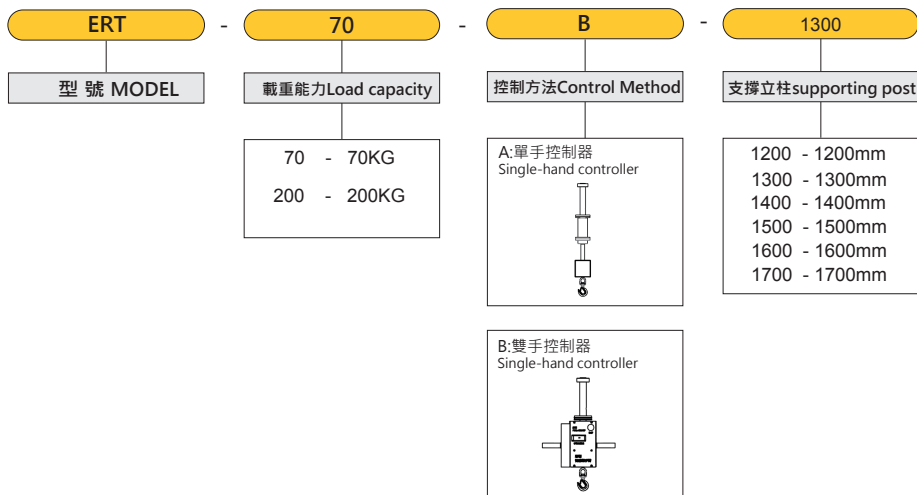 ERT - 70 - B - 1300
型 號 MODEL
載重能力Load capacity
控制方法Control Method
支撐立柱supporting post
70 - 70KG
200 - 200KG
A:單手控制器
Single-hand controller
B:雙手控制器
Single-hand controller
1200 - 1200mm
1300 - 1300mm
1400 - 1400mm
1500 - 1500mm
1600 - 1600mm
1700 - 1700mm